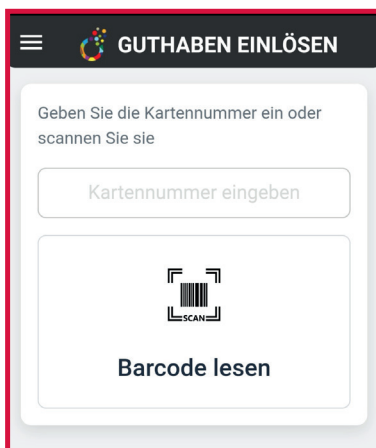 GUTHABEN EINLÖSEN
Geben Sie die Kartennummer ein oder
scannen Sie sie
Kartennummer eingeben
SCAN
Barcode lesen